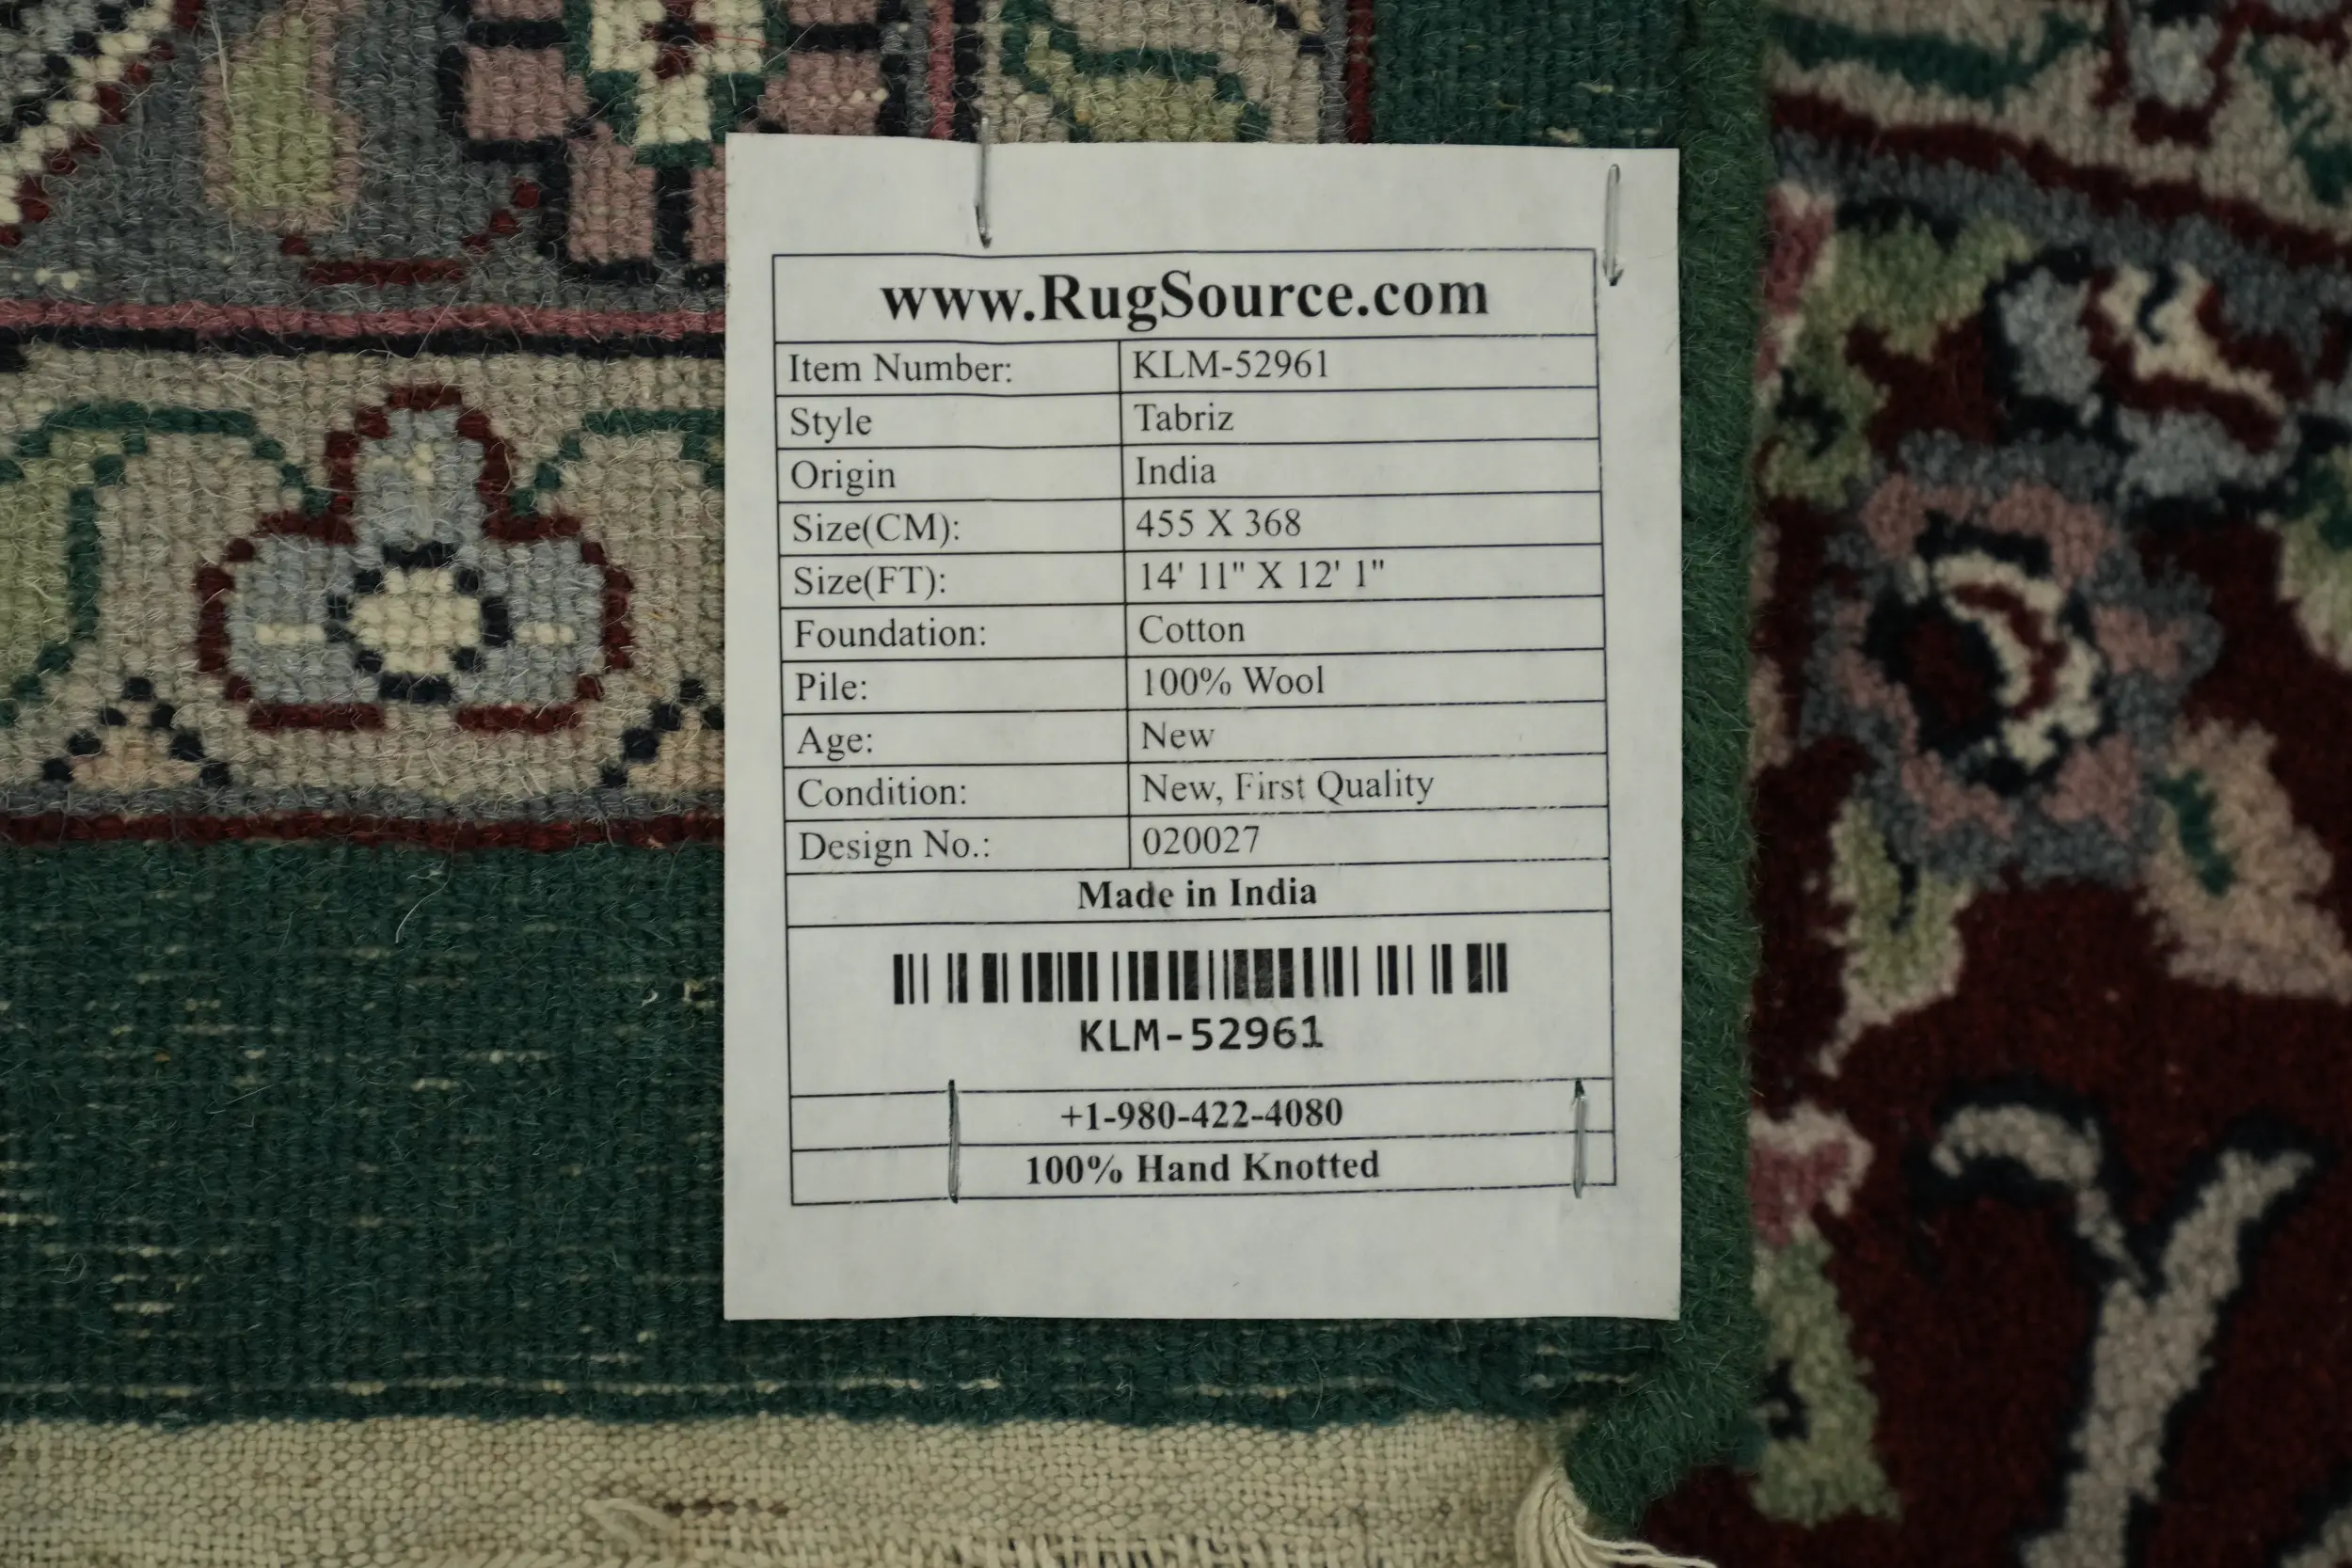 www.RugSource.com
Item Number: KLM-52961
Style Tabriz
Origin India
Size(CM): 455 X 368
Size(FT): 14' 11" X 12' 1"
Foundation: Cotton
Pile: 100% Wool
Age: New
Condition: New, First Quality
Design No.: 020027
Made in India
KLM-52961
+1-980-422-4080
100% Hand Knotted